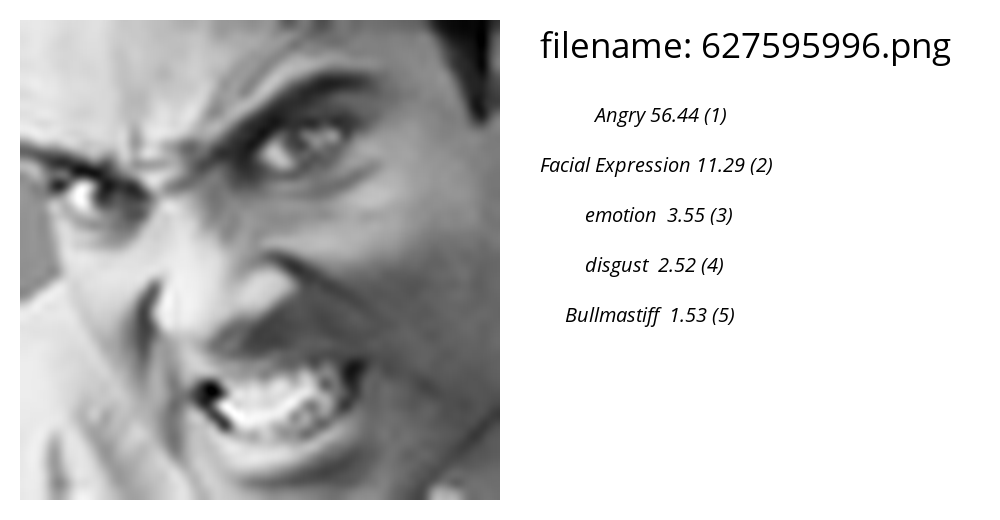 filename: 627595996.png
Angry 56.44 (1)
Facial Expression 11.29 (2)
emotion 3.55 (3)
disgust 2.52 (4)
Bullmastiff 1.53 (5)